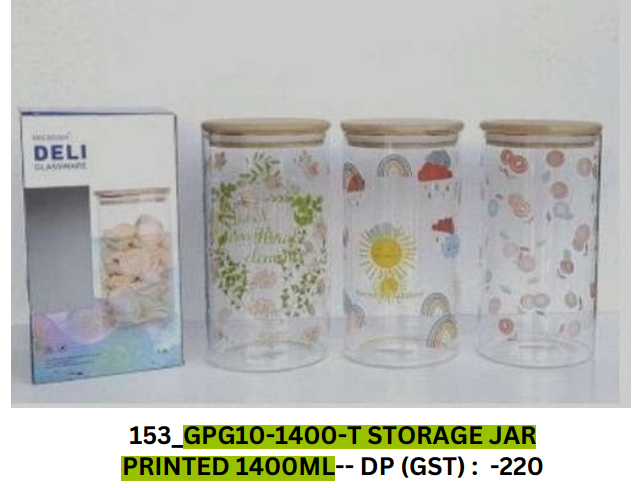 DELI
GLASSWARE
153_GPG10-1400-T STORAGE JAR
PRINTED 1400ML-- DP (GST) :  -220